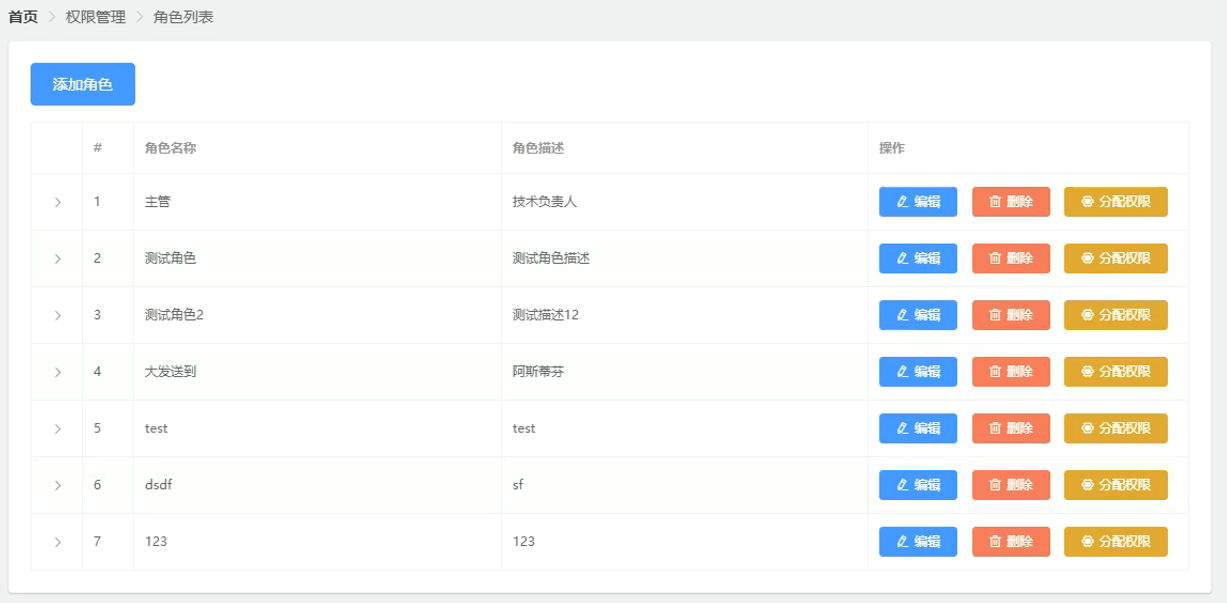 首页 > 权限管理 > 角色列表
添加角色
# 角色名称 角色描述 操作
> 1 主管 技术负责人 编辑 删除 分配权限
> 2 测试角色 测试角色描述 编辑 删除 分配权限
> 3 测试角色2 测试描述12 编辑 删除 分配权限
> 4 大发送到 阿斯蒂芬 编辑 删除 分配权限
> 5 test test 编辑 删除 分配权限
> 6 dsdf sf 编辑 删除 分配权限
> 7 123 123 编辑 删除 分配权限